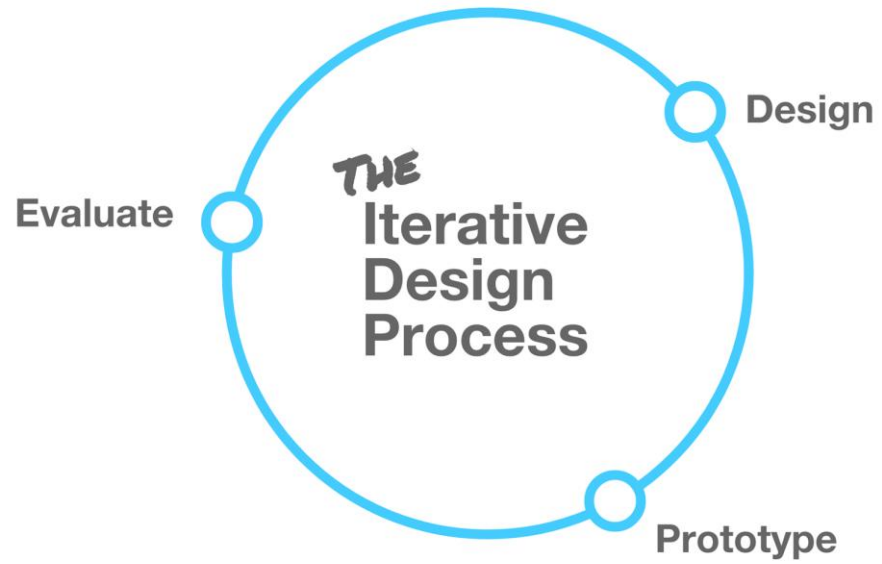 THE
Iterative
Design
Process
Design
Prototype
Evaluate